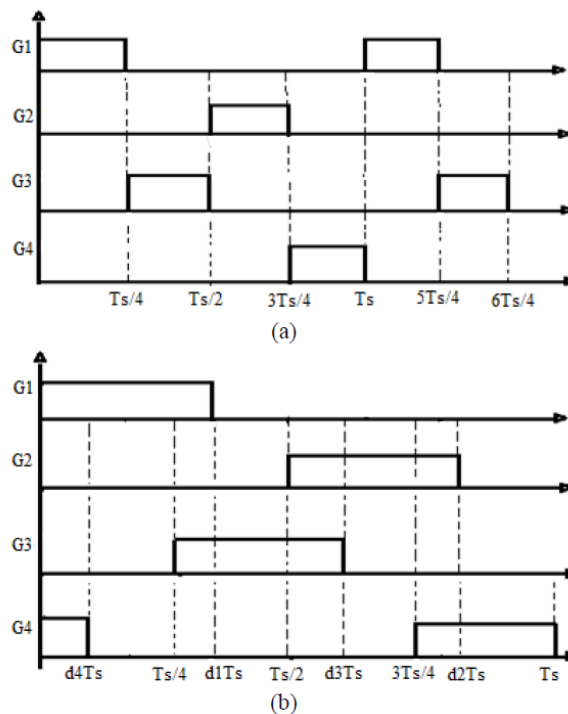 G1
G2
G3
G4
Ts/4 Ts/2 3Ts/4 Ts 5Ts/4 6Ts/4
(a)
G1
G2
G3
G4
d4Ts Ts/4 d1Ts Ts/2 d3Ts 3Ts/4 d2Ts Ts
(b)